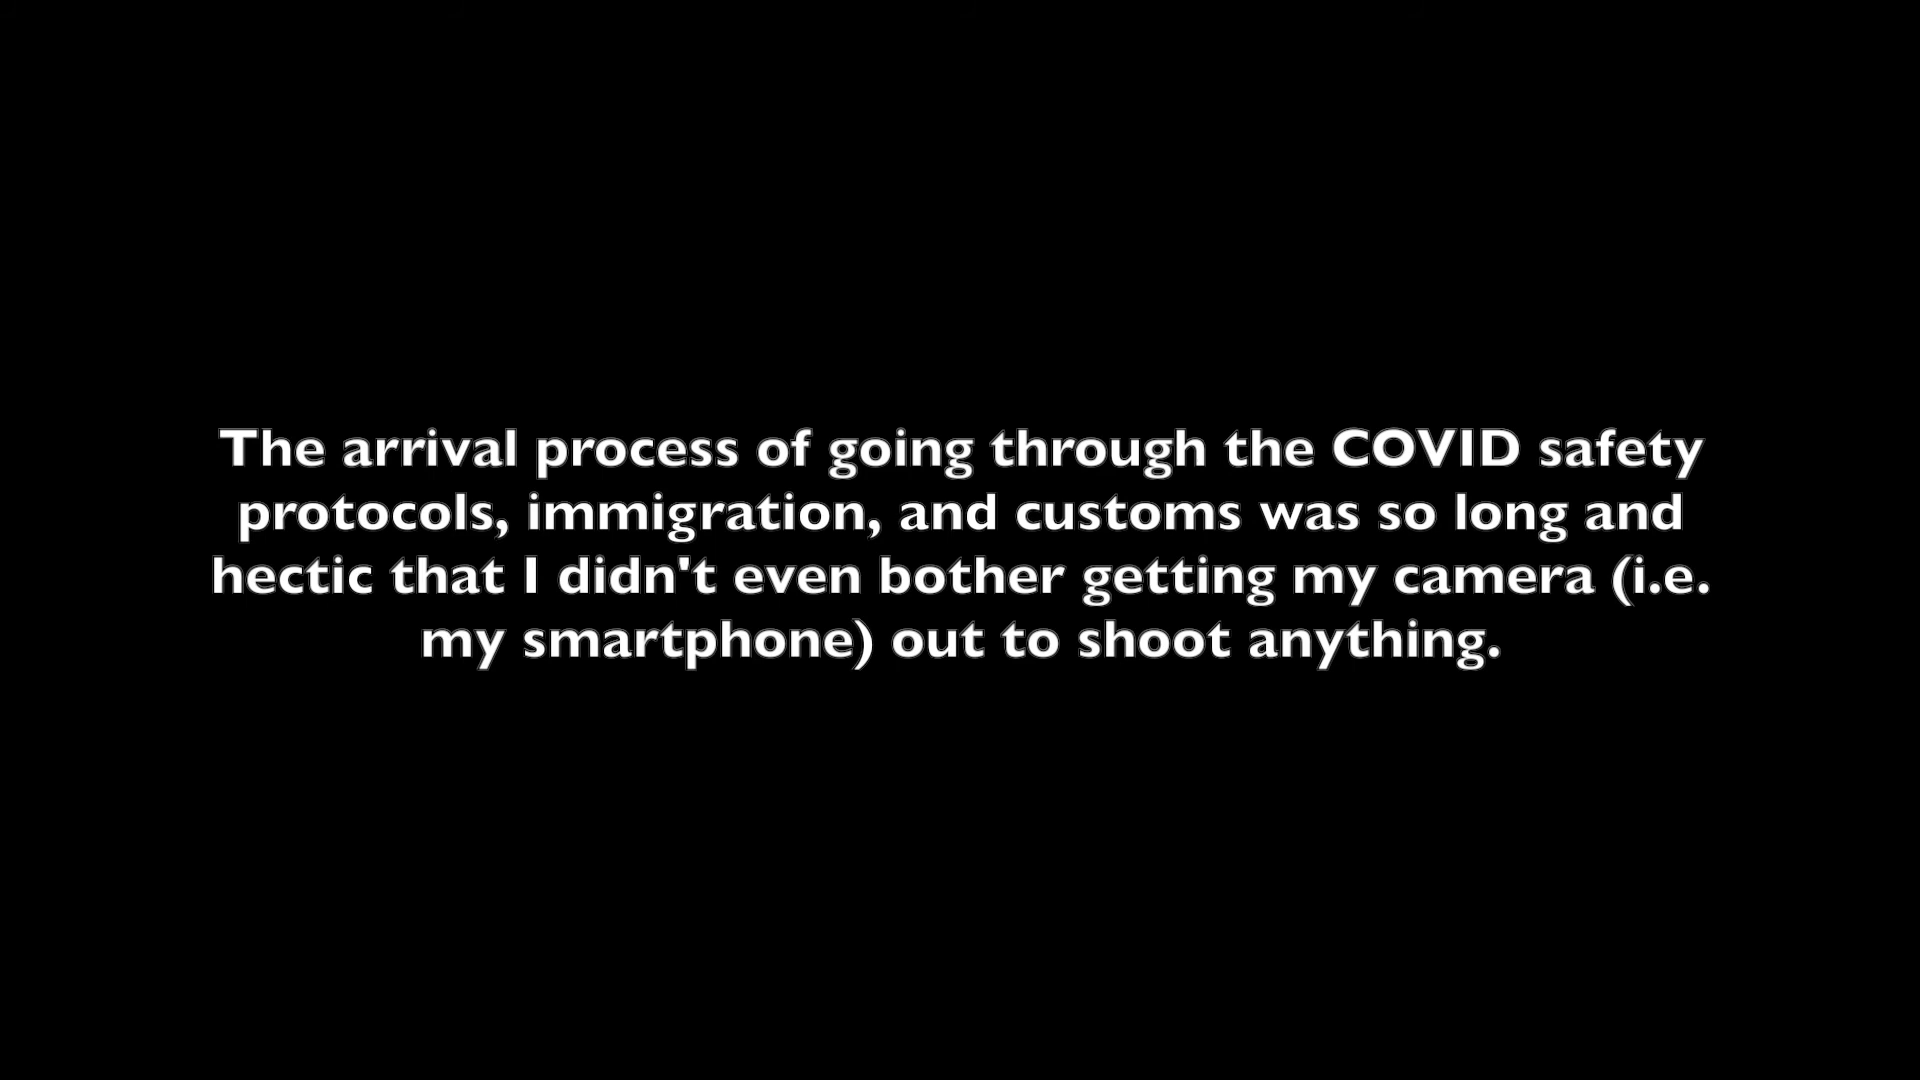 The arrival process of going through the COVID safety
protocols, immigration, and customs was so long and
hectic that I didn't even bother getting my camera (i.e.
my smartphone) out to shoot anything.